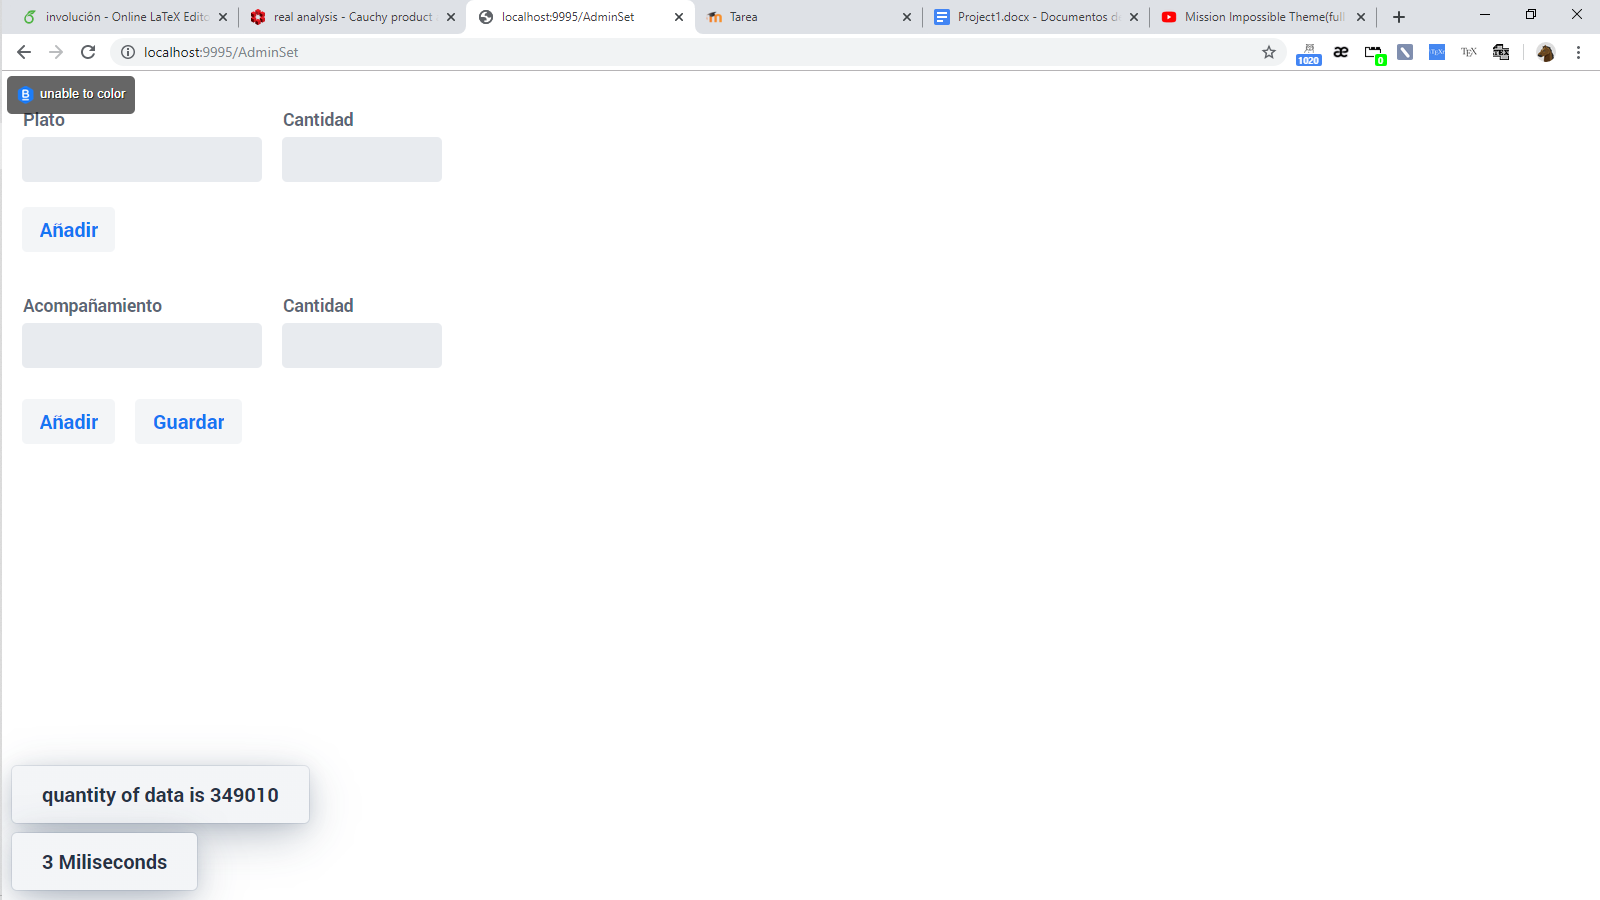 involución - Online LaTeX Edito
real analysis - Cauchy product
localhost:9995/AdminSet
Tarea
Project1.docx - Documentos de
Mission Impossible Theme(full
localhost:9995/AdminSet
1020
æ
0
TEX
B unable to color
Plato
Cantidad
Añadir
Acompañamiento
Cantidad
Añadir
Guardar
quantity of data is 349010
3 Miliseconds